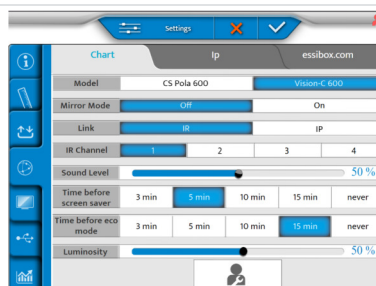 Settings
Chart Ip essibox.com
Model CS Pola 600 Vision-C 600
Mirror Mode Off On
Link IR IP
IR Channel 1 2 3 4
Sound Level 50 %
Time before screen saver 3 min 5 min 10 min 15 min never
Time before eco mode 3 min 5 min 10 min 15 min never
Luminosity 50 %